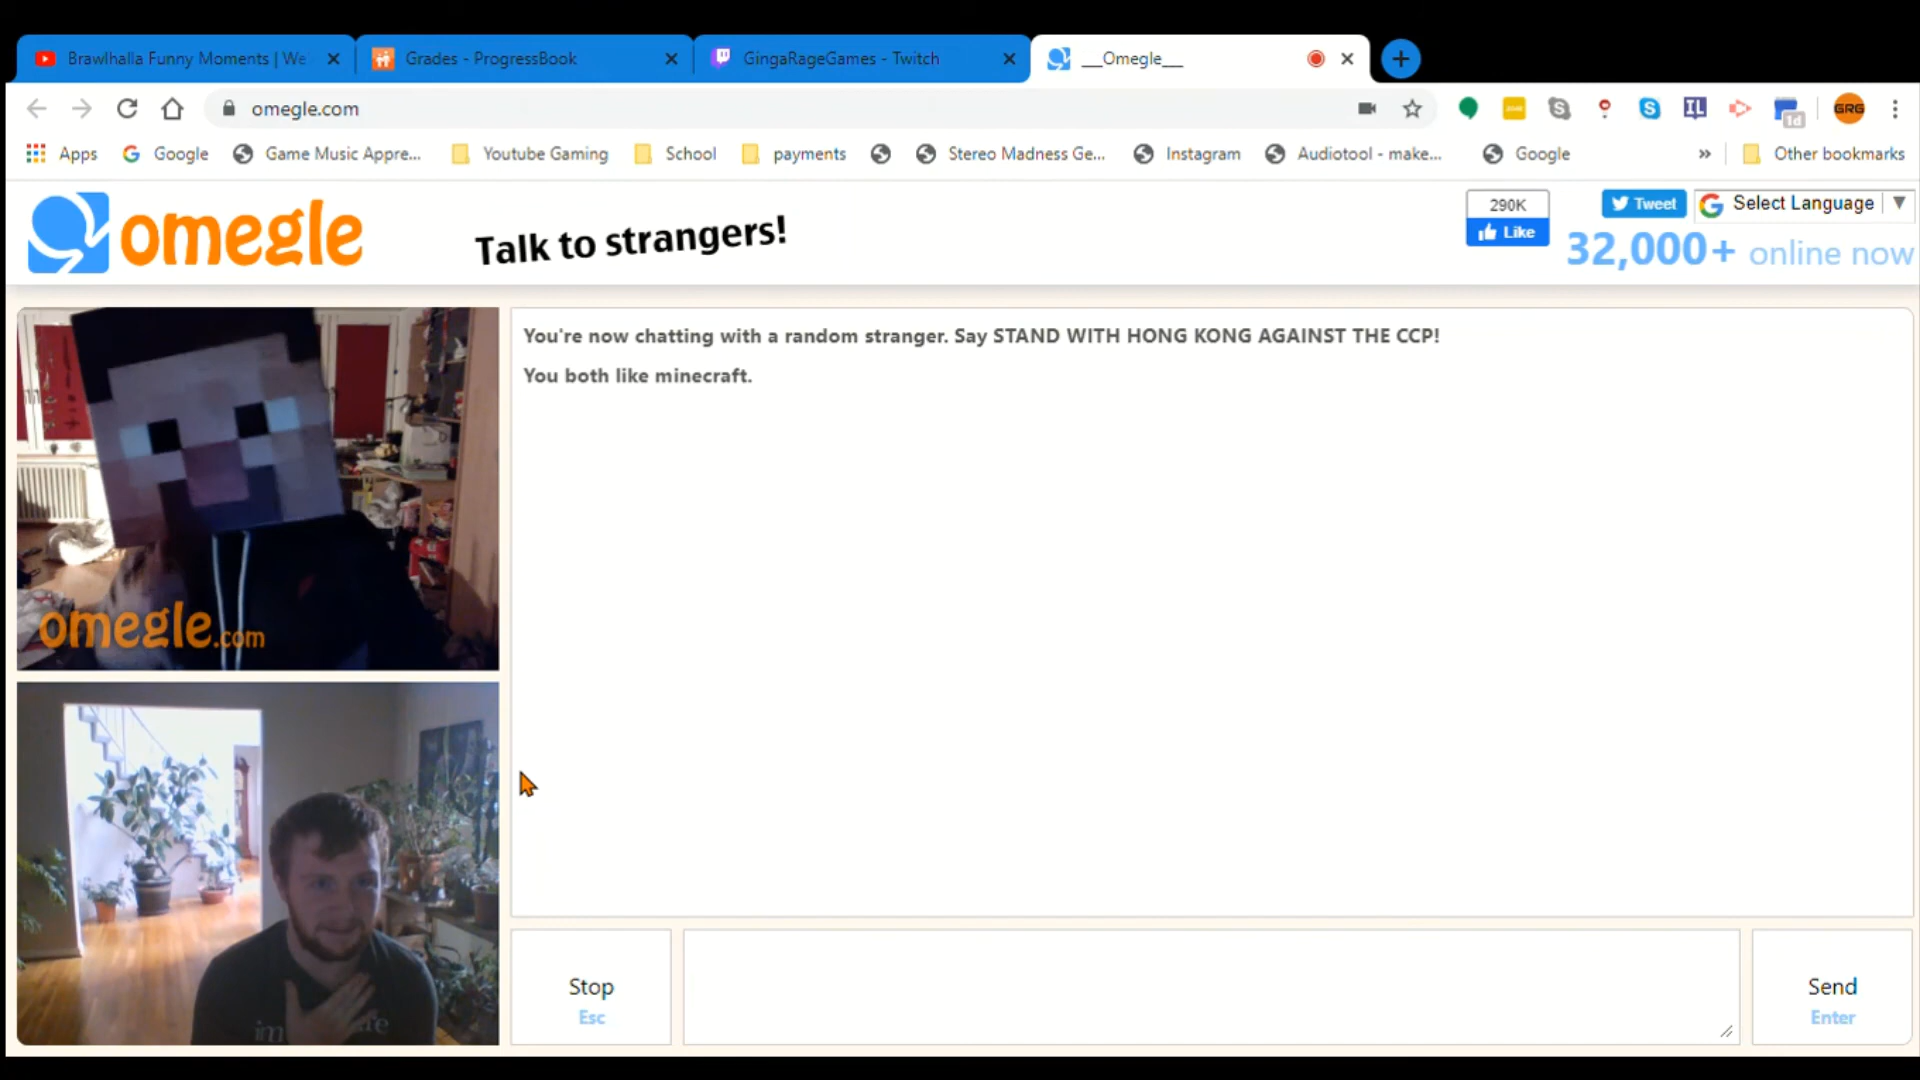 Brawlhalla Funny Moments | We
Grades - ProgressBook
GingaRageGames - Twitch
__Omegle__
omegle.com
GRG
1d
IL
Apps
Google
Game Music Appre...
Youtube Gaming
School
payments
Stereo Madness Ge...
Instagram
Audiotool - make...
Google
»
Other bookmarks
omegle
Talk to strangers!
290K
Like
Tweet
Select Language
32,000+ online now
You're now chatting with a random stranger. Say STAND WITH HONG KONG AGAINST THE CCP!
You both like minecraft.
omegle.com
Stop
Esc
Send
Enter